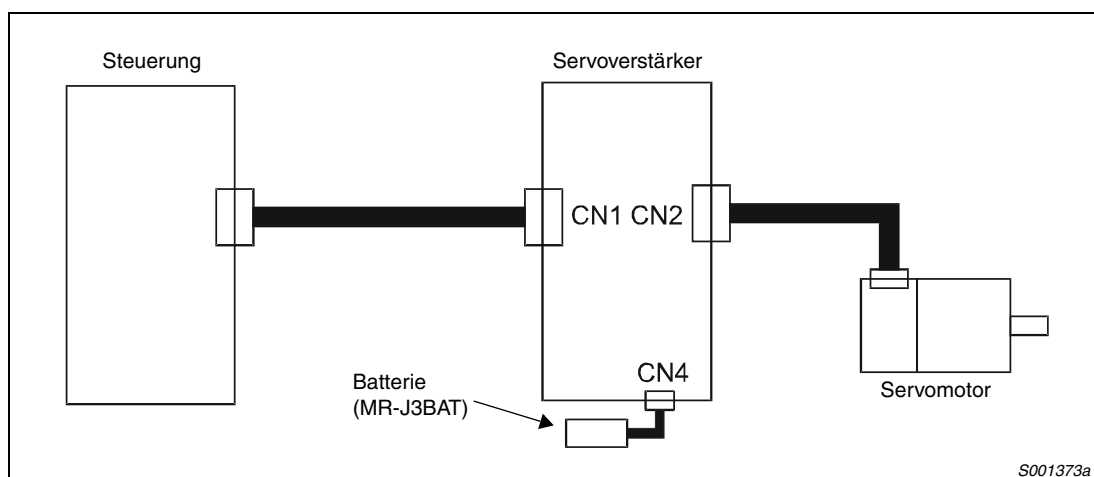 Steuerung
Servoverstärker
CN1 CN2
CN4
Batterie
(MR-J3BAT)
Servomotor
S001373a